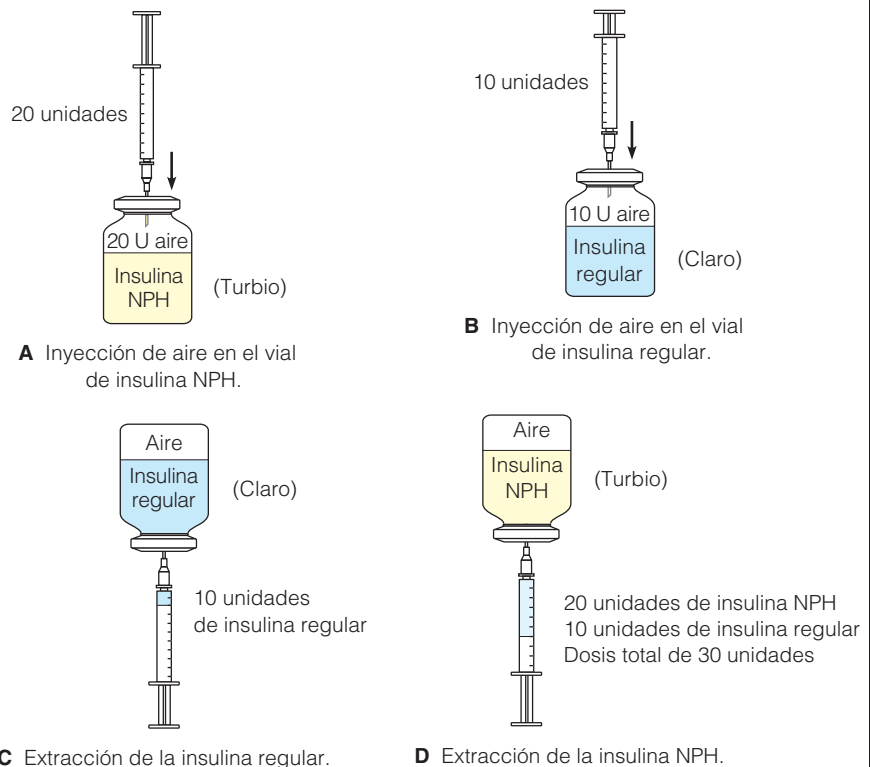 20 unidades
20 U aire
Insulina
NPH
(Turbio)
A Inyección de aire en el vial
de insulina NPH.
10 unidades
10 U aire
Insulina
regular
(Claro)
B Inyección de aire en el vial
de insulina regular.
Aire
Insulina
regular
(Claro)
10 unidades
de insulina regular
C Extracción de la insulina regular.
Aire
Insulina
NPH
(Turbio)
20 unidades de insulina NPH
10 unidades de insulina regular
Dosis total de 30 unidades
D Extracción de la insulina NPH.